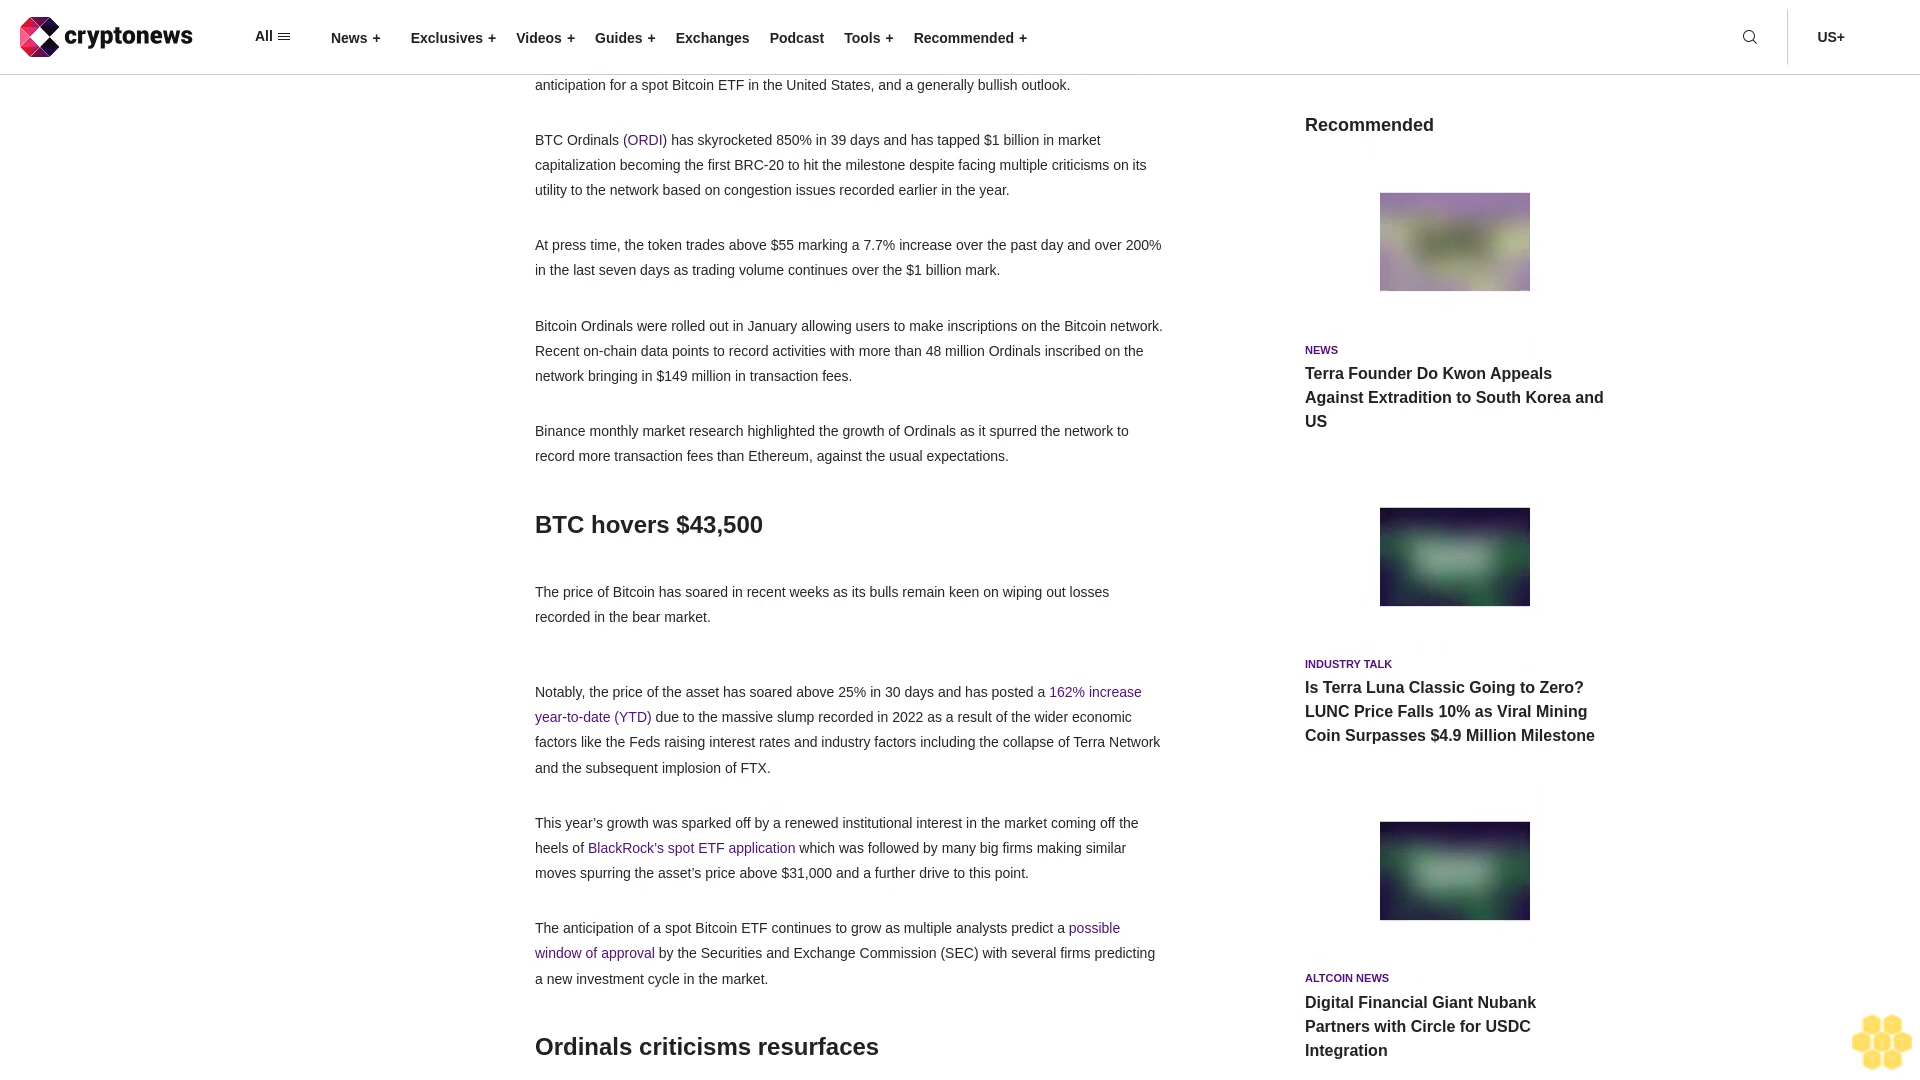 cryptonews
All
News +
Exclusives +
Videos +
Guides +
Exchanges
Podcast
Tools +
Recommended +
US+
anticipation for a spot Bitcoin ETF in the United States, and a generally bullish outlook.
BTC Ordinals (ORDI) has skyrocketed 850% in 39 days and has tapped $1 billion in market
capitalization becoming the first BRC-20 to hit the milestone despite facing multiple criticisms on its
utility to the network based on congestion issues recorded earlier in the year.
At press time, the token trades above $55 marking a 7.7% increase over the past day and over 200%
in the last seven days as trading volume continues over the $1 billion mark.
Bitcoin Ordinals were rolled out in January allowing users to make inscriptions on the Bitcoin network.
Recent on-chain data points to record activities with more than 48 million Ordinals inscribed on the
network bringing in $149 million in transaction fees.
Binance monthly market research highlighted the growth of Ordinals as it spurred the network to
record more transaction fees than Ethereum, against the usual expectations.
BTC hovers $43,500
The price of Bitcoin has soared in recent weeks as its bulls remain keen on wiping out losses
recorded in the bear market.
Notably, the price of the asset has soared above 25% in 30 days and has posted a 162% increase
year-to-date (YTD) due to the massive slump recorded in 2022 as a result of the wider economic
factors like the Feds raising interest rates and industry factors including the collapse of Terra Network
and the subsequent implosion of FTX.
This year’s growth was sparked off by a renewed institutional interest in the market coming off the
heels of BlackRock’s spot ETF application which was followed by many big firms making similar
moves spurring the asset’s price above $31,000 and a further drive to this point.
The anticipation of a spot Bitcoin ETF continues to grow as multiple analysts predict a possible
window of approval by the Securities and Exchange Commission (SEC) with several firms predicting
a new investment cycle in the market.
Ordinals criticisms resurfaces
Recommended
NEWS
Terra Founder Do Kwon Appeals
Against Extradition to South Korea and
US
INDUSTRY TALK
Is Terra Luna Classic Going to Zero?
LUNC Price Falls 10% as Viral Mining
Coin Surpasses $4.9 Million Milestone
ALTCOIN NEWS
Digital Financial Giant Nubank
Partners with Circle for USDC
Integration